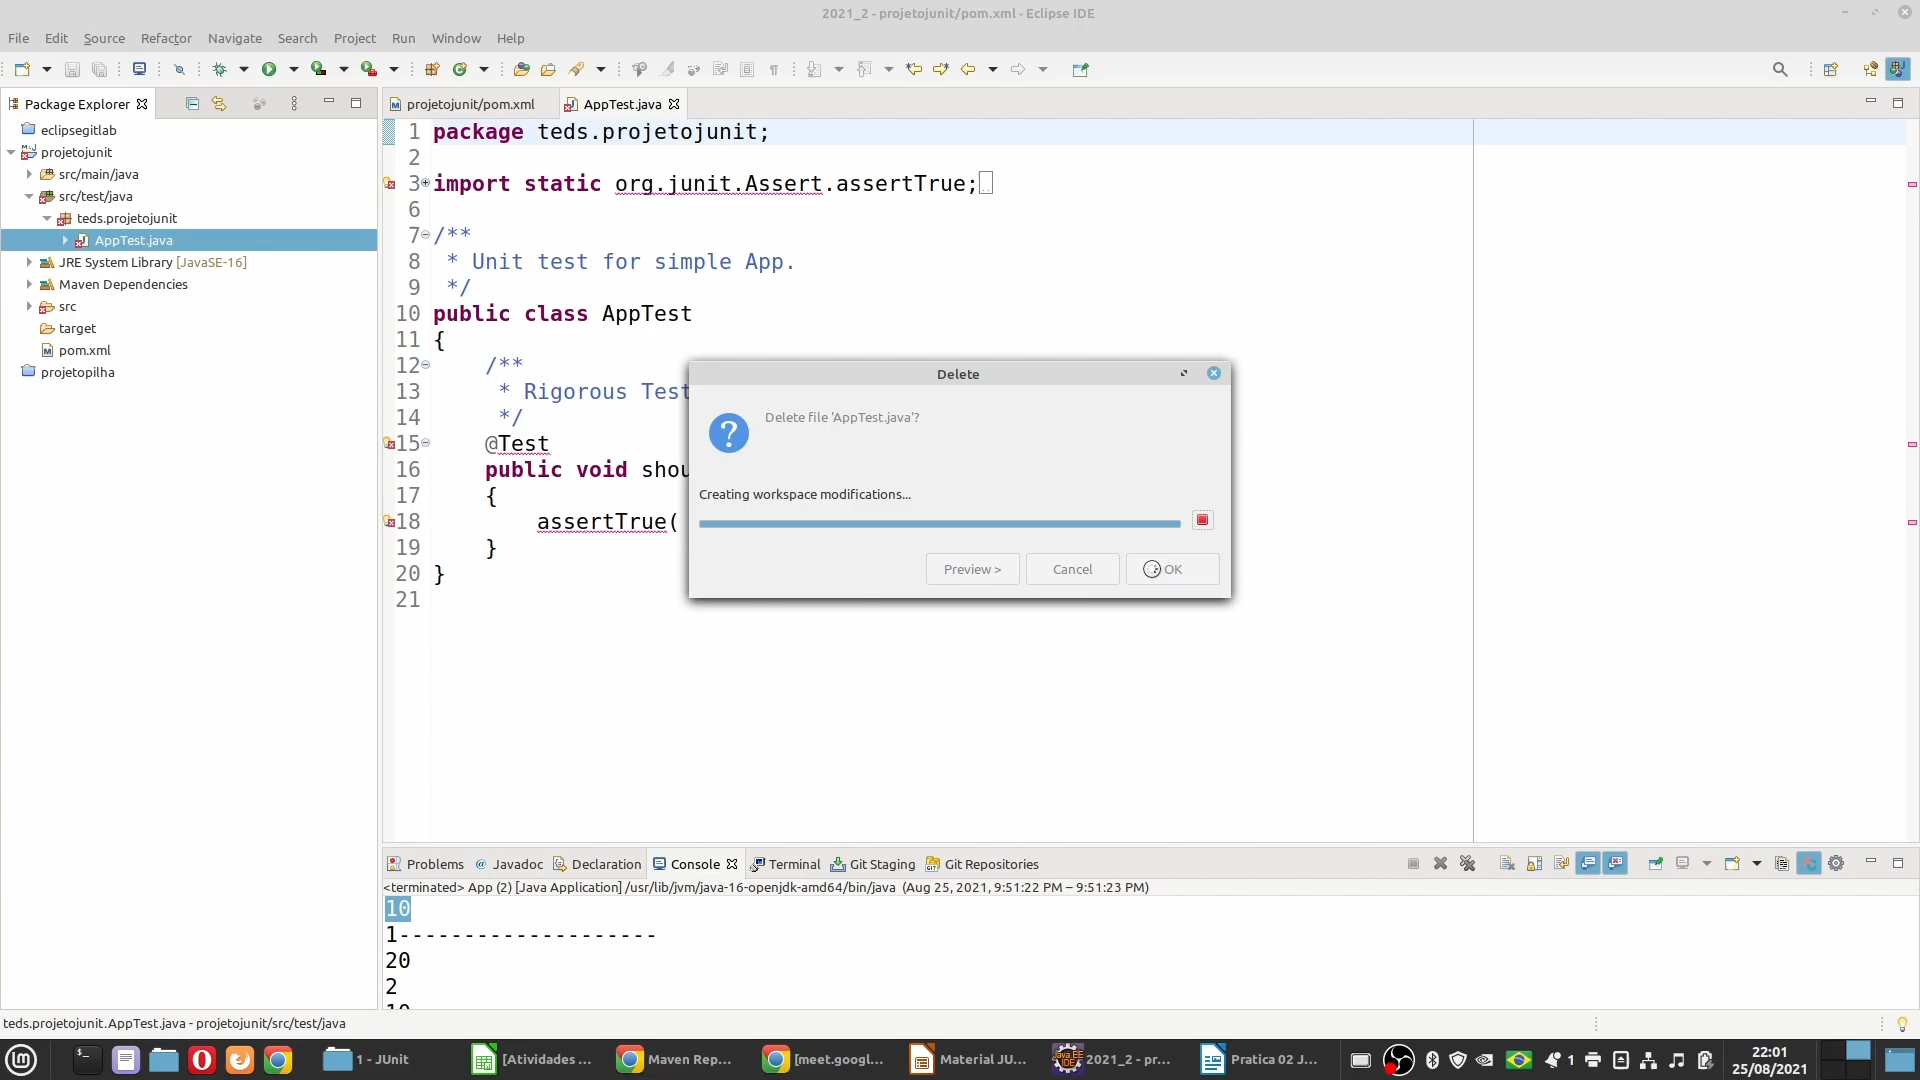 2021_2 - projetojunit/pom.xml - Eclipse IDE
File Edit Source Refactor Navigate Search Project Run Window Help
Package Explorer
eclipsegitlab
projetojunit
src/main/java
src/test/java
teds.projetojunit
AppTest.java
JRE System Library [JavaSE-16]
Maven Dependencies
src
target
pom.xml
projetopilha
projetojunit/pom.xml AppTest.java
1 package teds.projetojunit;
2
3 import static org.junit.Assert.assertTrue;
6
7 /**
8 * Unit test for simple App.
9 */
10 public class AppTest
11 {
12 /**
13 * Rigorous Test
14 */
15 @Test
16 public void shou
17 {
18 assertTrue(
19 }
20 }
21
Delete
Delete file 'AppTest.java'?
Creating workspace modifications...
Preview > Cancel OK
Problems Javadoc Declaration Console Terminal Git Staging Git Repositories
<terminated> App (2) [Java Application] /usr/lib/jvm/java-16-openjdk-amd64/bin/java (Aug 25, 2021, 9:51:22 PM – 9:51:23 PM)
10
1--------------------
20
2
teds.projetojunit.AppTest.java - projetojunit/src/test/java
1 - JUnit [Atividades ... Maven Rep... [meet.googl... Material JU... 2021_2 - pr... Pratica 02 J... 1
22:01
25/08/2021